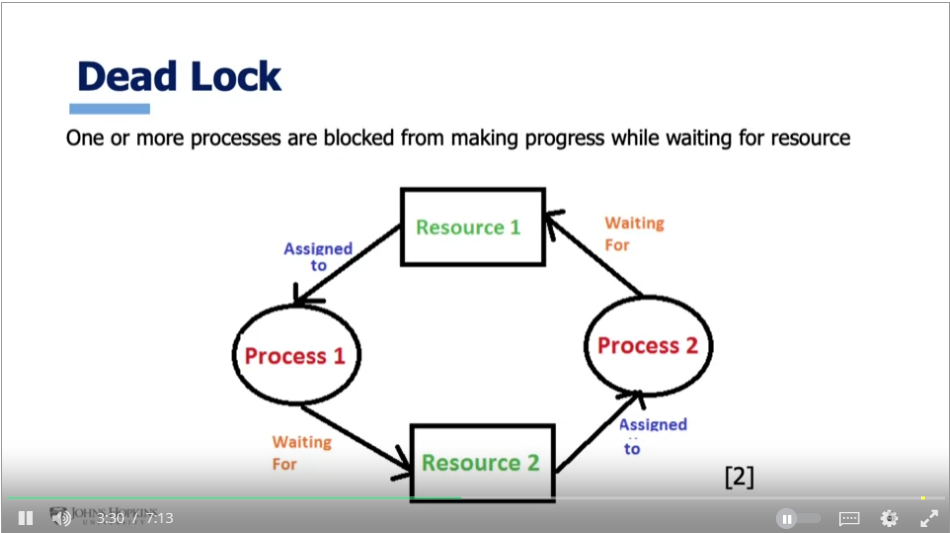 Dead Lock
One or more processes are blocked from making progress while waiting for resource
Resource 1
Waiting
For
Assigned
to
Process 1
Process 2
Waiting
For
Resource 2
Assigned
to
[2]
JOHNS HOPKINS
UNIVERSITY
3:30 / 7:13